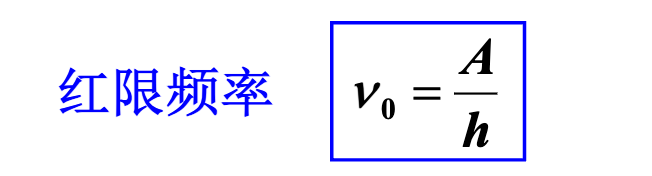 红限频率 ν₀ = A/h